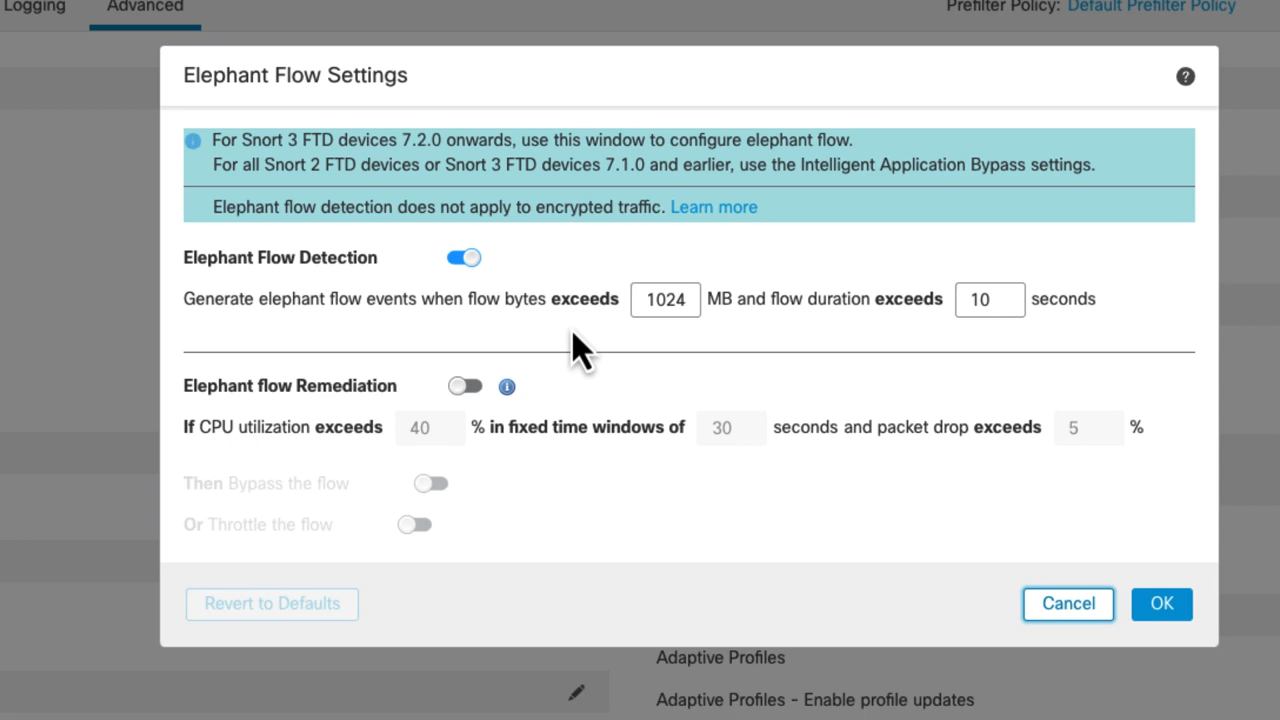 Logging Advanced Prefilter Policy: Default Prefilter Policy
Elephant Flow Settings
For Snort 3 FTD devices 7.2.0 onwards, use this window to configure elephant flow.
For all Snort 2 FTD devices or Snort 3 FTD devices 7.1.0 and earlier, use the Intelligent Application Bypass settings.
Elephant flow detection does not apply to encrypted traffic. Learn more
Elephant Flow Detection
Generate elephant flow events when flow bytes exceeds 1024 MB and flow duration exceeds 10 seconds
Elephant flow Remediation
If CPU utilization exceeds 40 % in fixed time windows of 30 seconds and packet drop exceeds 5 %
Then Bypass the flow
Or Throttle the flow
Revert to Defaults Cancel OK
Adaptive Profiles
Adaptive Profiles - Enable profile updates